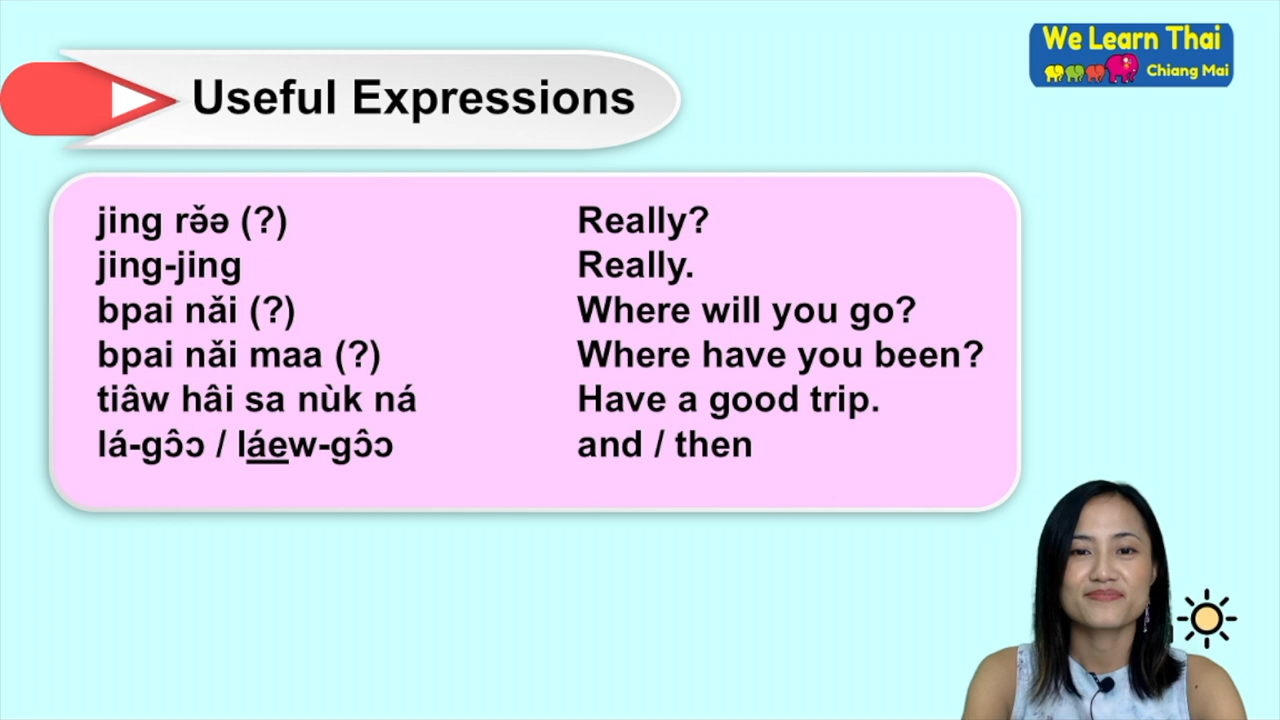 We Learn Thai
Chiang Mai
Useful Expressions
jing rə̌ə (?) Really?
jing-jing Really.
bpai nǎi (?) Where will you go?
bpai nǎi maa (?) Where have you been?
tiâw hâi sa nùk ná Have a good trip.
lá-gɔ̂ɔ / láew-gɔ̂ɔ and / then